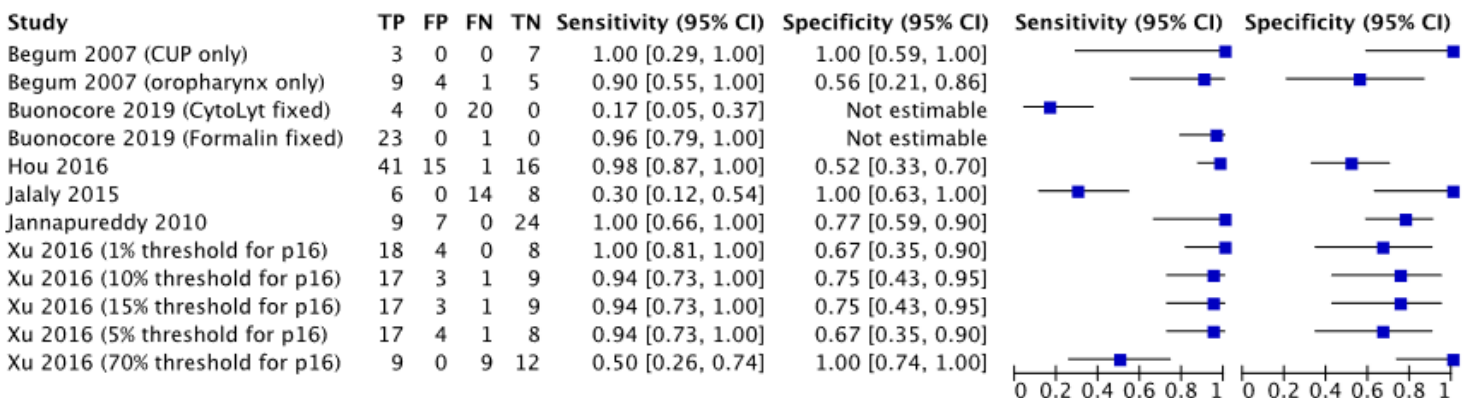 Study TP FP FN TN Sensitivity (95% CI) Specificity (95% CI) Sensitivity (95% CI) Specificity (95% CI)
Begum 2007 (CUP only) 3 0 0 7 1.00 [0.29, 1.00] 1.00 [0.59, 1.00]
Begum 2007 (oropharynx only) 9 4 1 5 0.90 [0.55, 1.00] 0.56 [0.21, 0.86]
Buonocore 2019 (CytoLyt fixed) 4 0 20 0 0.17 [0.05, 0.37] Not estimable
Buonocore 2019 (Formalin fixed) 23 0 1 0 0.96 [0.79, 1.00] Not estimable
Hou 2016 41 15 1 16 0.98 [0.87, 1.00] 0.52 [0.33, 0.70]
Jalaly 2015 6 0 14 8 0.30 [0.12, 0.54] 1.00 [0.63, 1.00]
Jannapureddy 2010 9 7 0 24 1.00 [0.66, 1.00] 0.77 [0.59, 0.90]
Xu 2016 (1% threshold for p16) 18 4 0 8 1.00 [0.81, 1.00] 0.67 [0.35, 0.90]
Xu 2016 (10% threshold for p16) 17 3 1 9 0.94 [0.73, 1.00] 0.75 [0.43, 0.95]
Xu 2016 (15% threshold for p16) 17 3 1 9 0.94 [0.73, 1.00] 0.75 [0.43, 0.95]
Xu 2016 (5% threshold for p16) 17 4 1 8 0.94 [0.73, 1.00] 0.67 [0.35, 0.90]
Xu 2016 (70% threshold for p16) 9 0 9 12 0.50 [0.26, 0.74] 1.00 [0.74, 1.00]
0 0.2 0.4 0.6 0.8 1 0 0.2 0.4 0.6 0.8 1